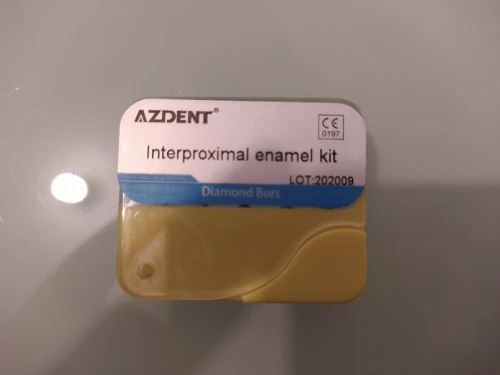 AZDENT®
CE
0197
Interproximal enamel kit
LOT:202009
Diamond Burs